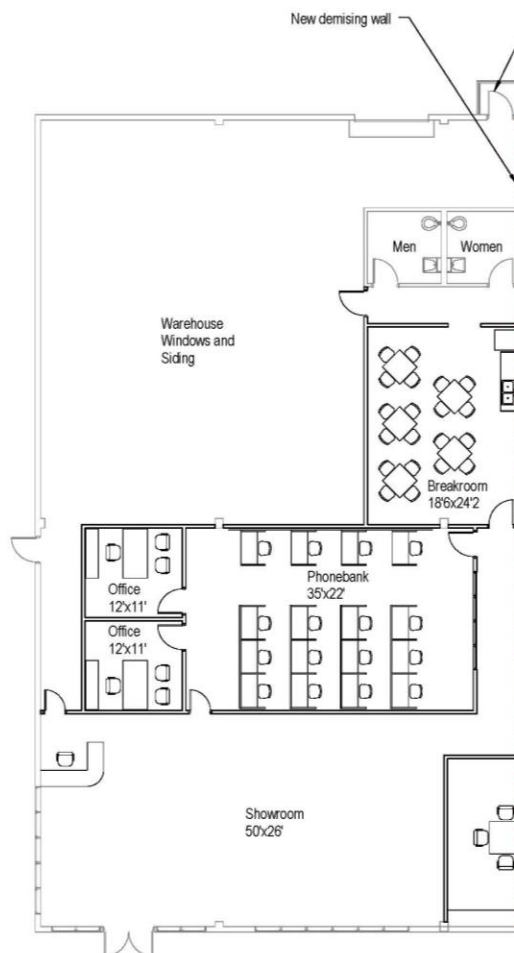 New demising wall
Men
Women
Warehouse
Windows and
Siding
Breakroom
18'6x24'2
Office
12'x11'
Phonebank
35'x22'
Office
12'x11'
Showroom
50'x26'